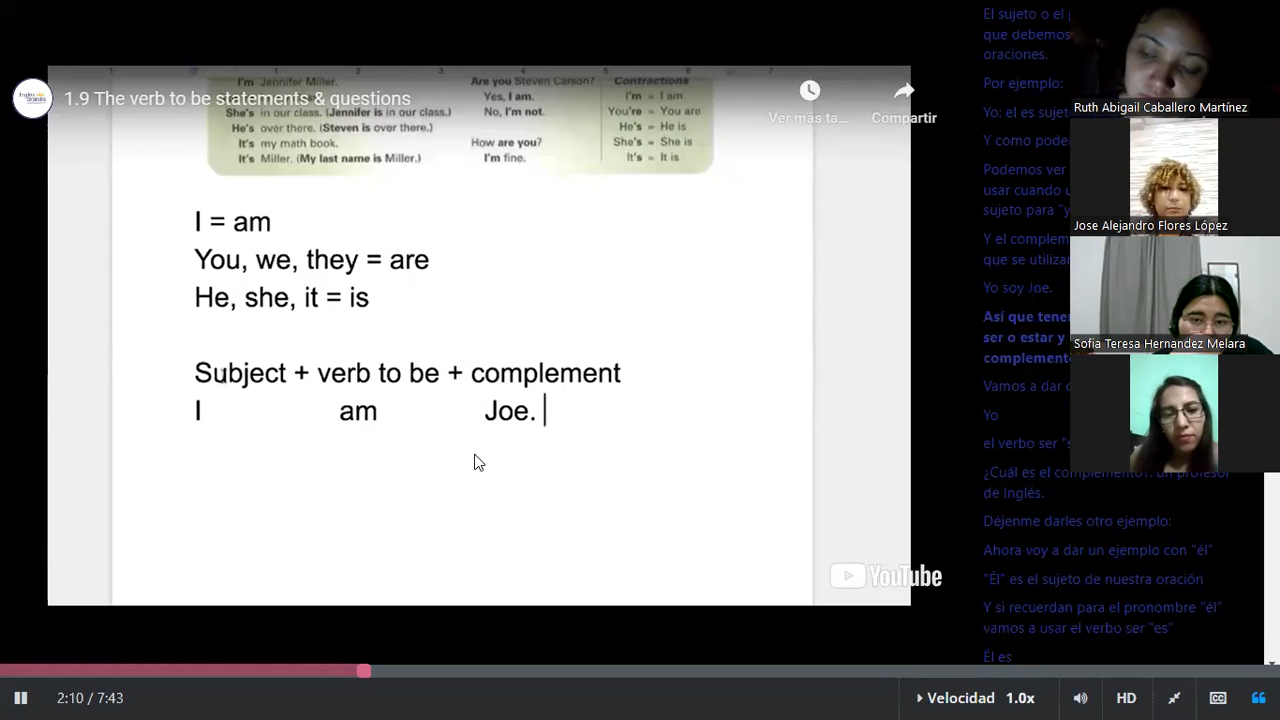 1.9 The verb to be statements & questions
Ver más ta...
Compartir
I'm Jennifer Miller.
She's in our class. (Jennifer is in our class.)
He's over there. (Steven is over there.)
It's my math book.
It's Miller. (My last name is Miller.)
Are you Steven Carson?
Yes, I am.
No, I'm not.
How are you?
I'm fine.
Contractions
I'm = I am
You're = You are
He's = He is
She's = She is
It's = It is
I = am
You, we, they = are
He, she, it = is
Subject + verb to be + complement
I am Joe.
YouTube
2:10 / 7:43
Velocidad 1.0x
HD
CC
El sujeto o el
que debemos
oraciones.
Por ejemplo:
Yo: el es sujet
Y como pode
Podemos ver
usar cuando u
sujeto para "y
Y el complem
que se utilizar
Yo soy Joe.
Así que tener
ser o estar y
complement
Vamos a dar
Yo
el verbo ser "s
¿Cuál es el complemento?: un profesor
de Inglés.
Déjenme darles otro ejemplo:
Ahora voy a dar un ejemplo con "él"
"Él" es el sujeto de nuestra oración
Y si recuerdan para el pronombre "él"
vamos a usar el verbo ser "es"
Él es
Ruth Abigail Caballero Martínez
Jose Alejandro Flores López
Sofia Teresa Hernandez Melara